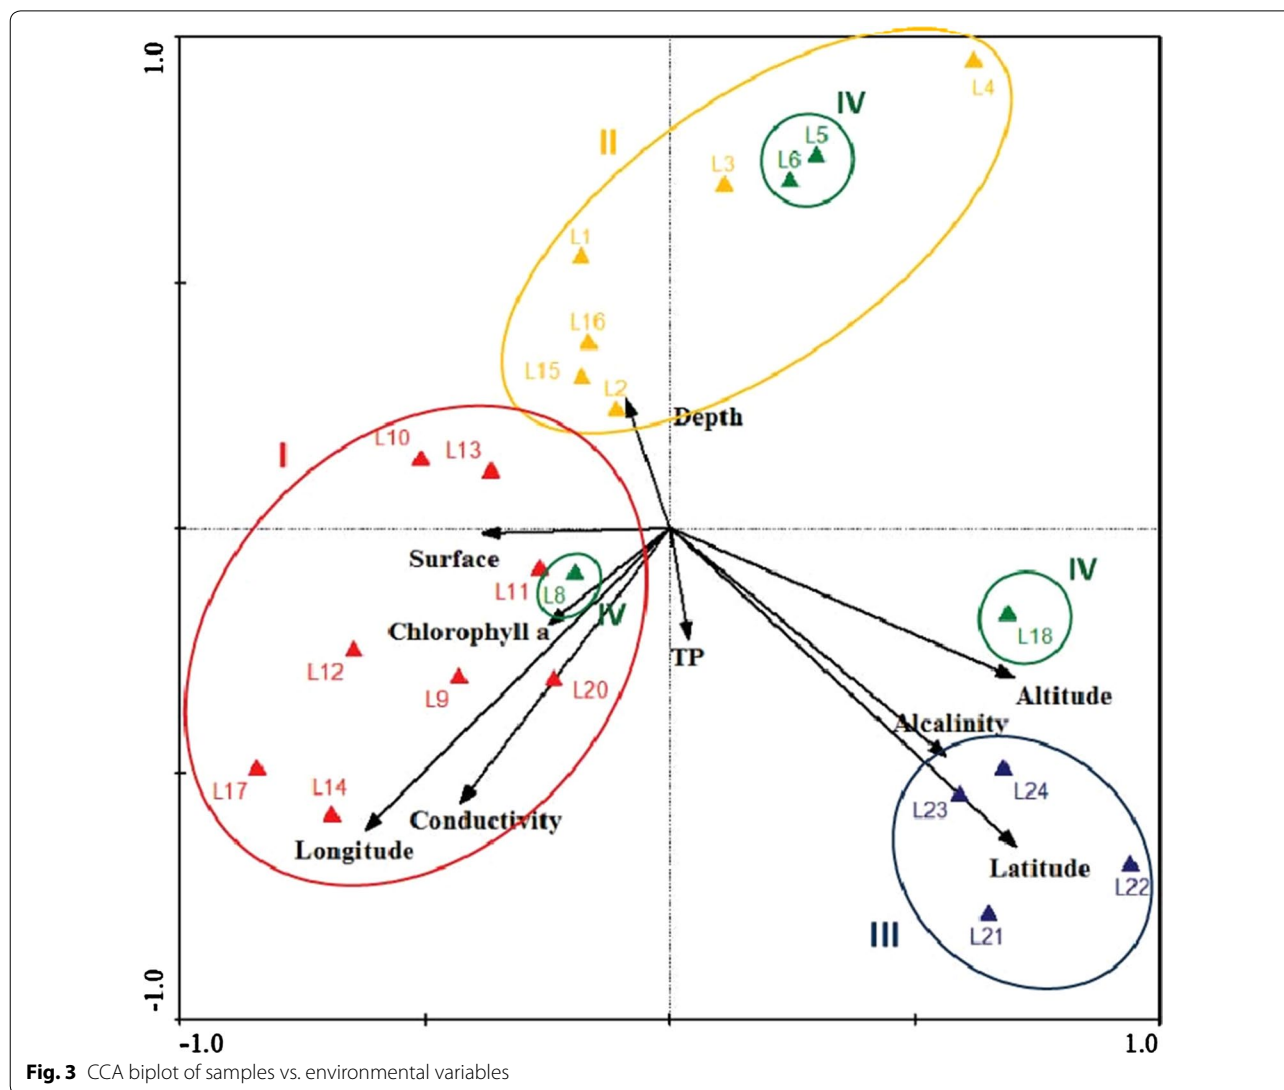 1.0
IV
L4
II
L5
L6
L3
L1
L16
L15
L2
Depth
I
L10
L13
Surface
IV
L11
L8
IV
Chlorophyll a
L18
TP
L12
L9
L20
Altitude
Alcalinity
L17
L14
L24
L23
Conductivity
Longitude
Latitude
L22
III
L21
-1.0
-1.0
1.0
Fig. 3 CCA biplot of samples vs. environmental variables